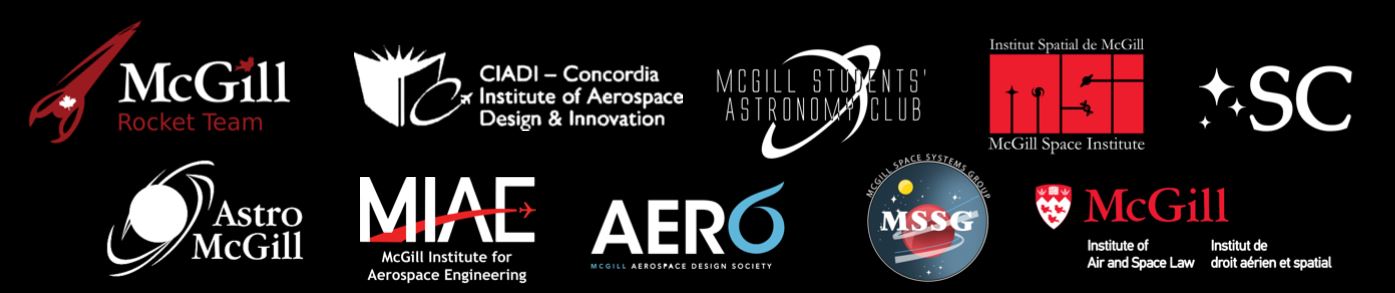 McGill
Rocket Team
CIADI – Concordia
Institute of Aerospace
Design & Innovation
MCGILL STUDENTS'
ASTRONOMY CLUB
Institut Spatial de McGill
msi
McGill Space Institute
SC
Astro
McGill
MIAE
McGill Institute for
Aerospace Engineering
AERO
MCGILL AEROSPACE DESIGN SOCIETY
MCGILL SPACE SYSTEMS GROUP
MSSG
McGill
Institute of
Air and Space Law
Institut de
droit aérien et spatial